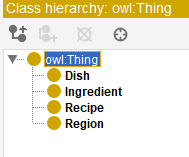 Class hierarchy: owl:Thing
owl:Thing
Dish
Ingredient
Recipe
Region